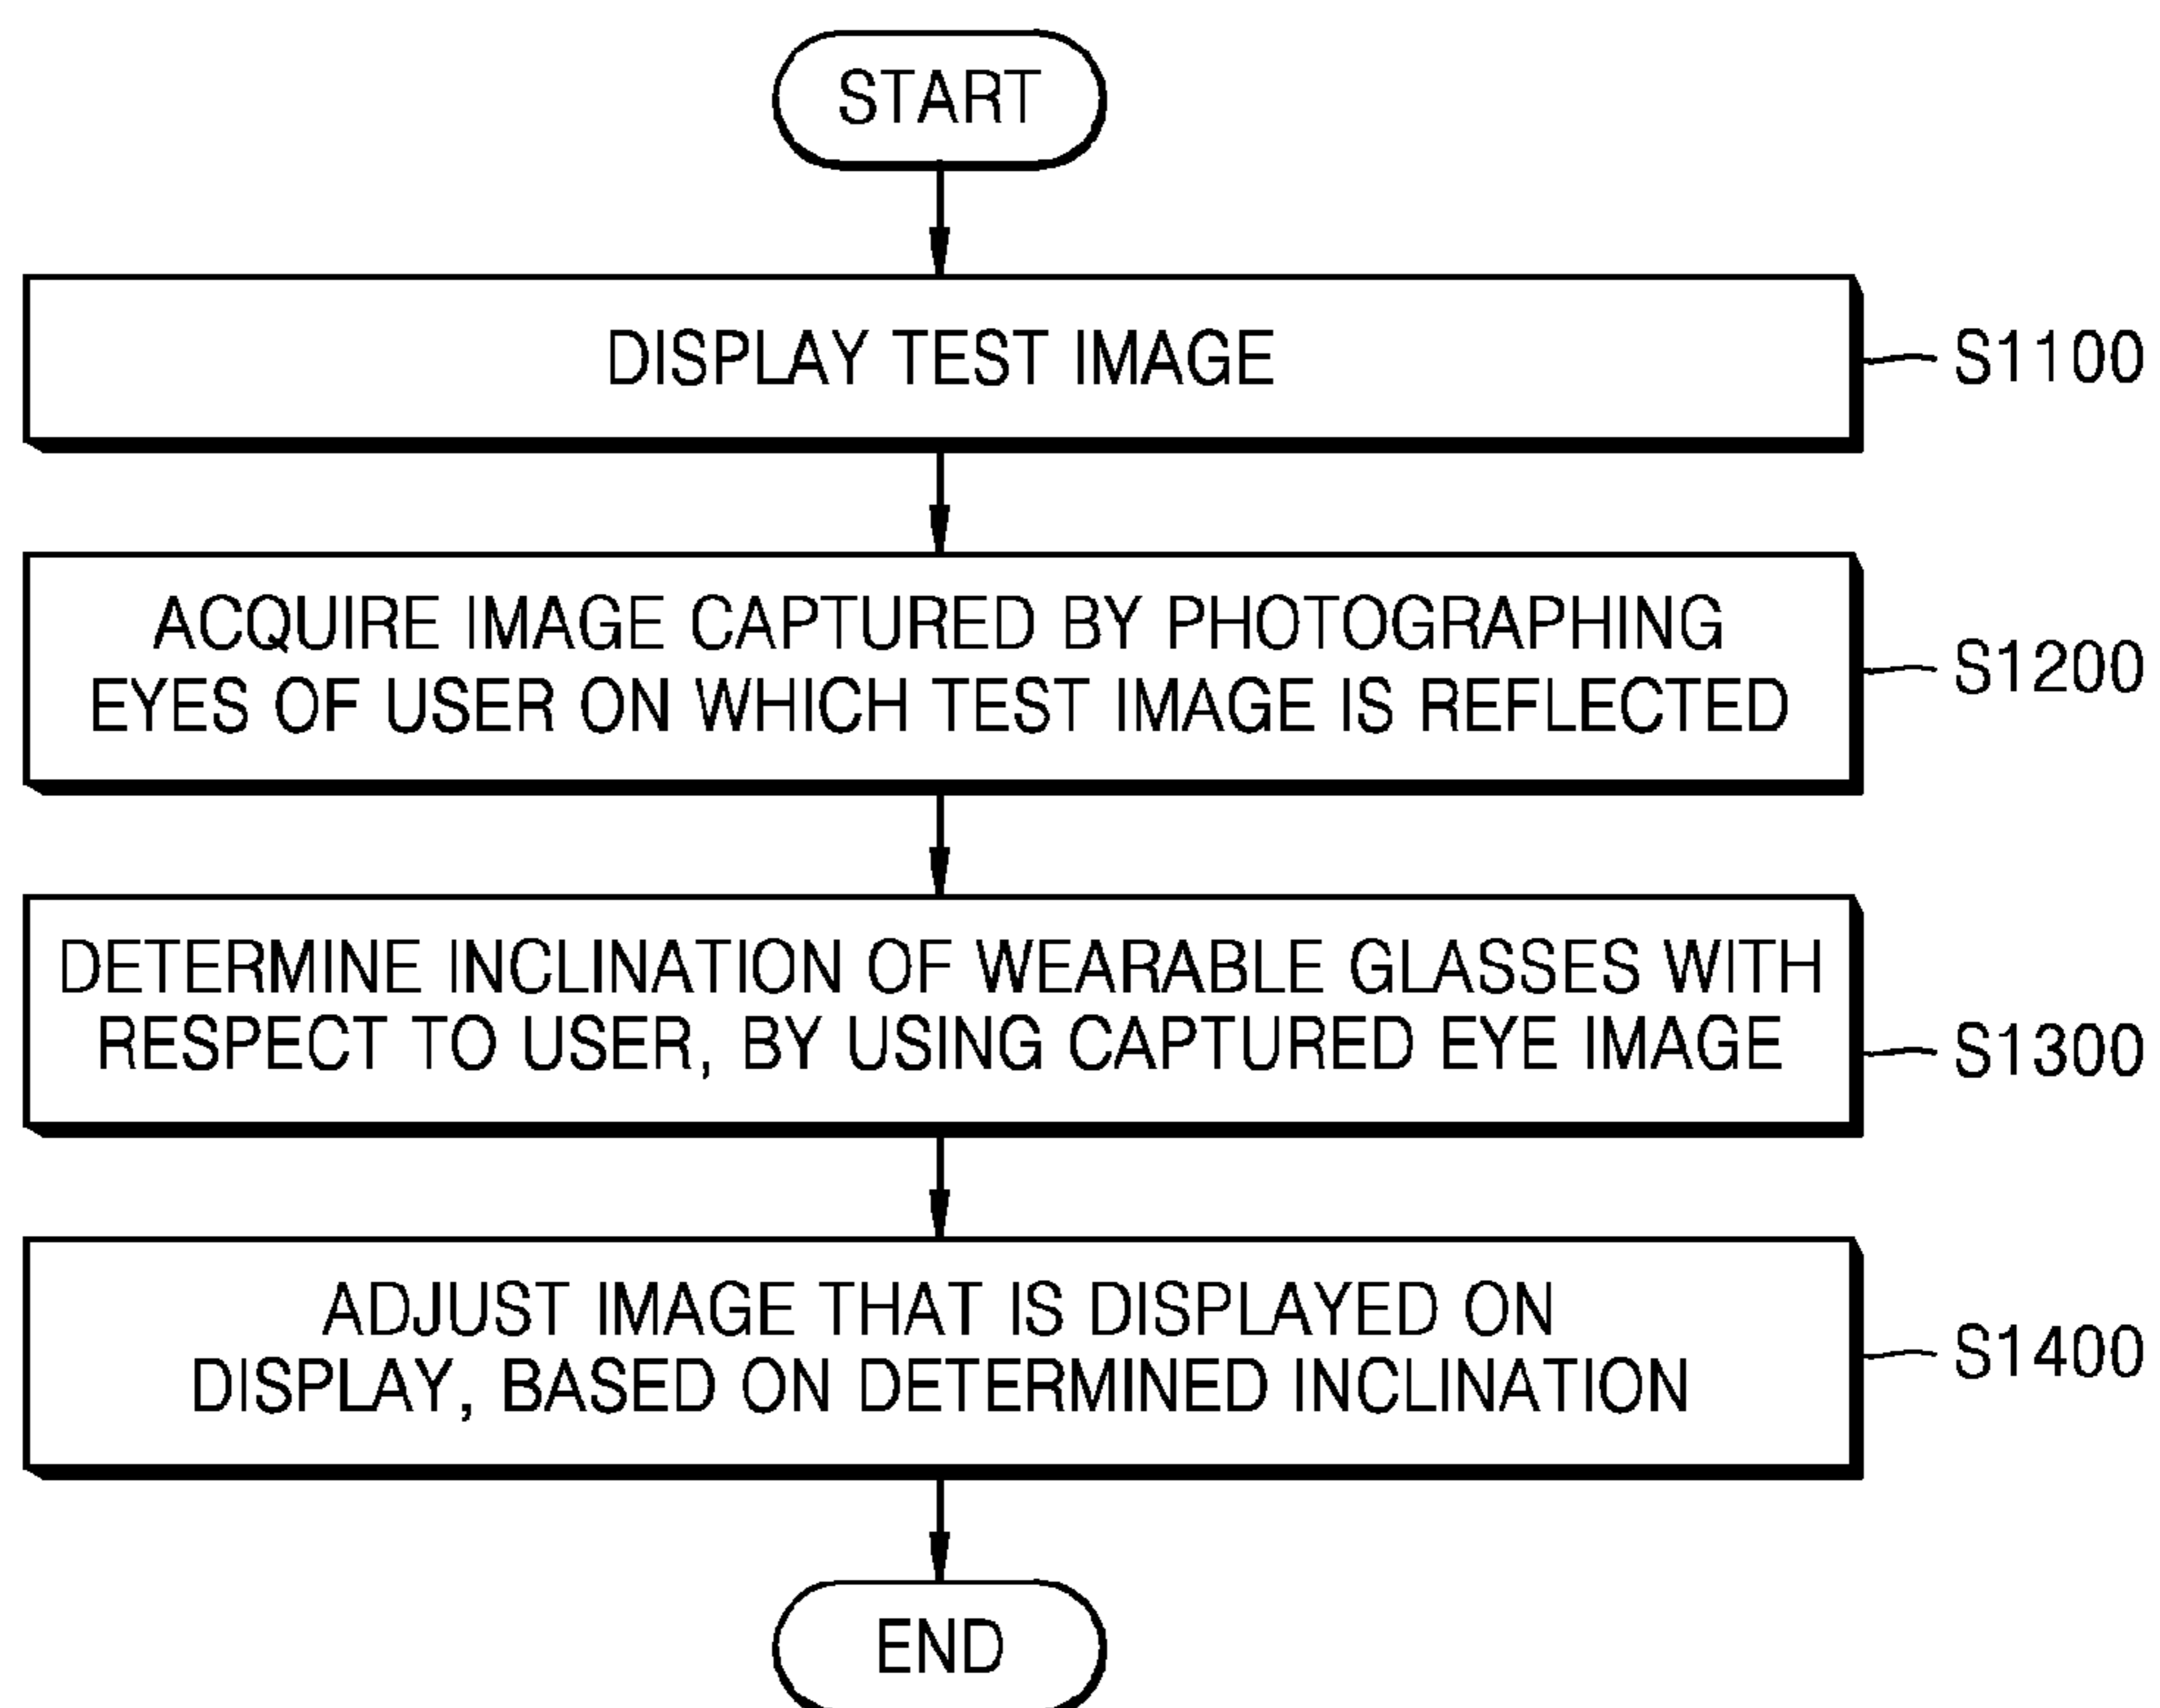 START
DISPLAY TEST IMAGE
S1100
ACQUIRE IMAGE CAPTURED BY PHOTOGRAPHING
EYES OF USER ON WHICH TEST IMAGE IS REFLECTED
S1200
DETERMINE INCLINATION OF WEARABLE GLASSES WITH
RESPECT TO USER, BY USING CAPTURED EYE IMAGE
S1300
ADJUST IMAGE THAT IS DISPLAYED ON
DISPLAY, BASED ON DETERMINED INCLINATION
S1400
END